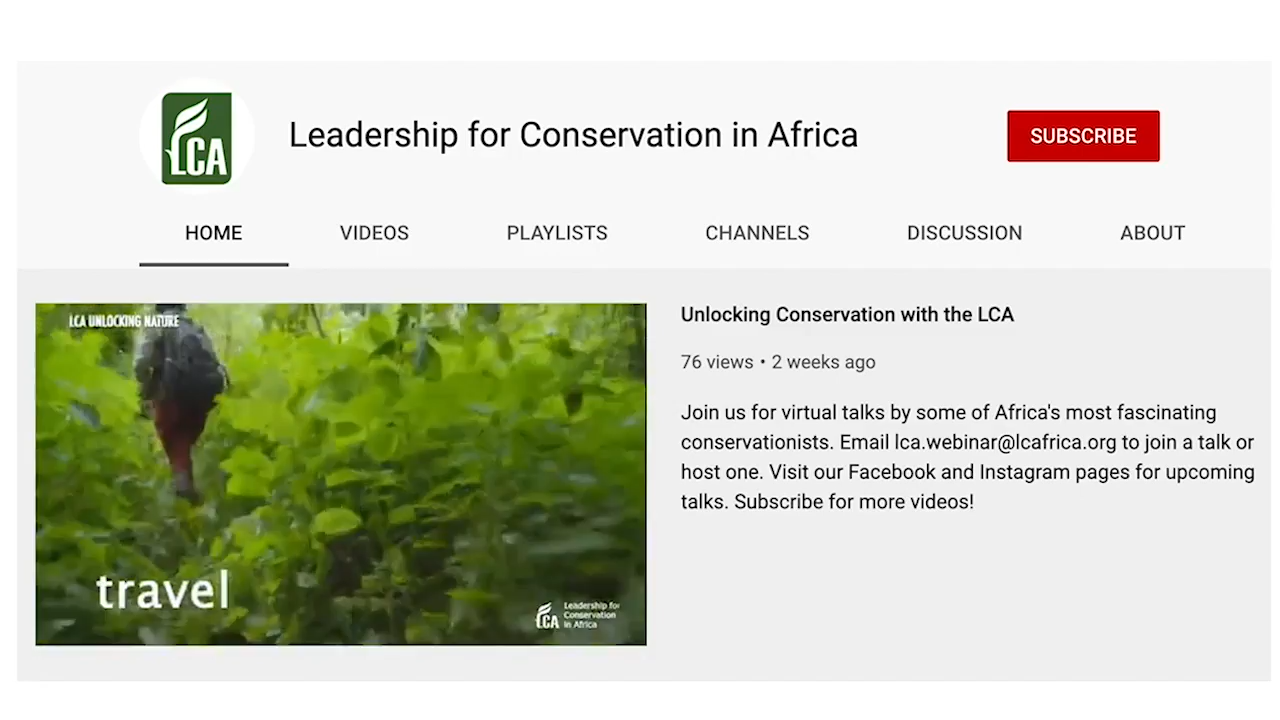 LCA
Leadership for Conservation in Africa
SUBSCRIBE
HOME
VIDEOS
PLAYLISTS
CHANNELS
DISCUSSION
ABOUT
LCA UNLOCKING NATURE
travel
LCA
Leadership for
Conservation
in Africa
Unlocking Conservation with the LCA
76 views • 2 weeks ago
Join us for virtual talks by some of Africa's most fascinating
conservationists. Email lca.webinar@lcafrica.org to join a talk or
host one. Visit our Facebook and Instagram pages for upcoming
talks. Subscribe for more videos!